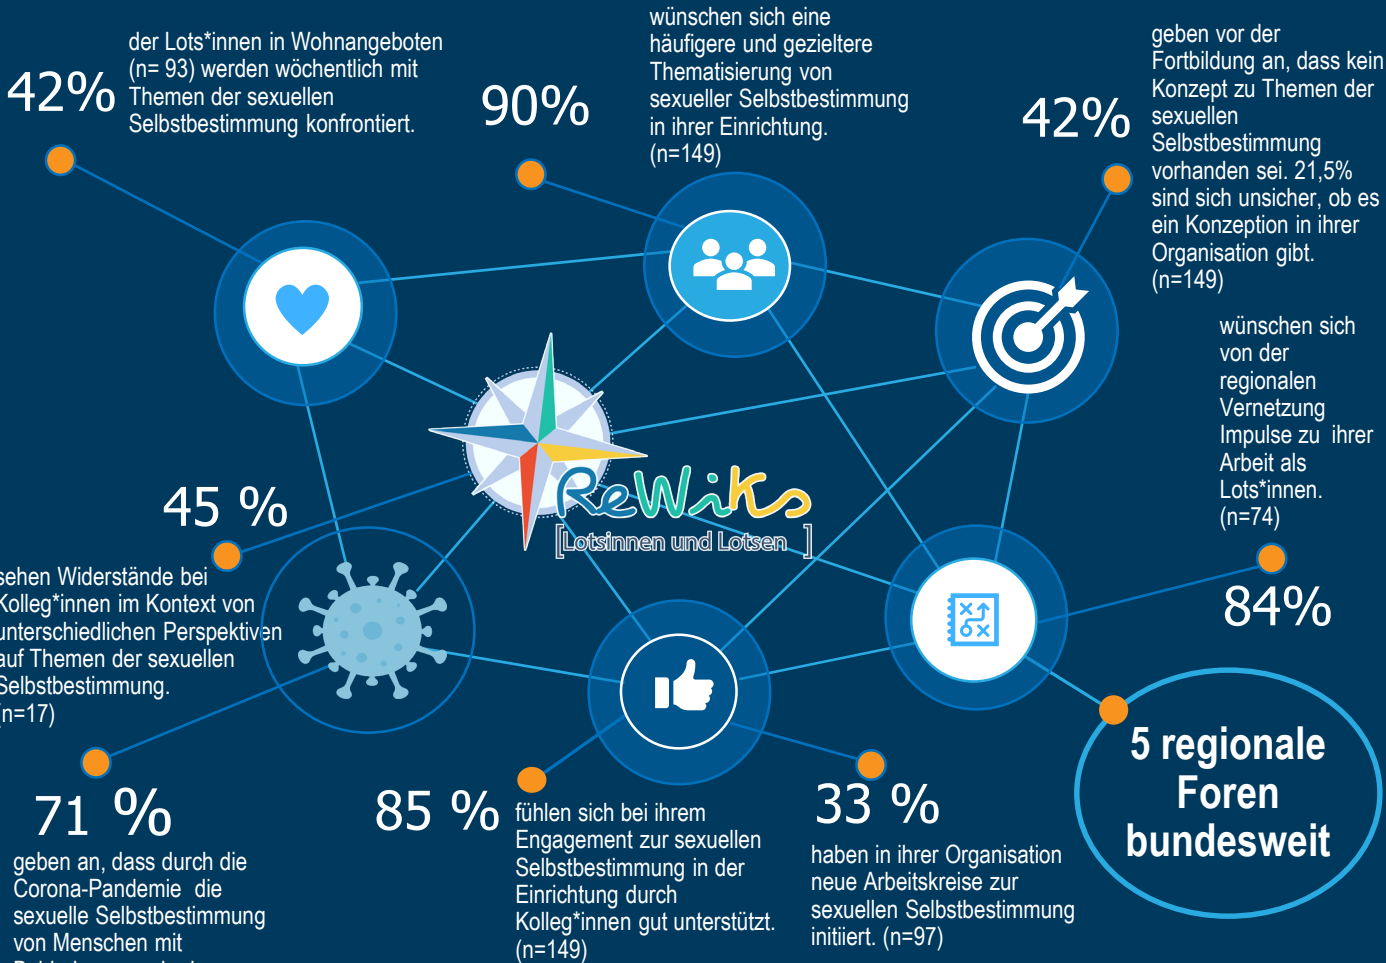 42%
der Lots*innen in Wohnangeboten
(n= 93) werden wöchentlich mit
Themen der sexuellen
Selbstbestimmung konfrontiert.
90%
wünschen sich eine
häufigere und gezieltere
Thematisierung von
sexueller Selbstbestimmung
in ihrer Einrichtung.
(n=149)
42%
geben vor der
Fortbildung an, dass kein
Konzept zu Themen der
sexuellen
Selbstbestimmung
vorhanden sei. 21,5%
sind sich unsicher, ob es
ein Konzeption in ihrer
Organisation gibt.
(n=149)
wünschen sich
von der
regionalen
Vernetzung
Impulse zu ihrer
Arbeit als
Lots*innen.
(n=74)
84%
ReWiKs
[Lotsinnen und Lotsen ]
45 %
sehen Widerstände bei
Kolleg*innen im Kontext von
unterschiedlichen Perspektiven
auf Themen der sexuellen
Selbstbestimmung.
(n=17)
71 %
geben an, dass durch die
Corona-Pandemie die
sexuelle Selbstbestimmung
von Menschen mit
85 %
fühlen sich bei ihrem
Engagement zur sexuellen
Selbstbestimmung in der
Einrichtung durch
Kolleg*innen gut unterstützt.
(n=149)
33 %
haben in ihrer Organisation
neue Arbeitskreise zur
sexuellen Selbstbestimmung
initiiert. (n=97)
5 regionale
Foren
bundesweit